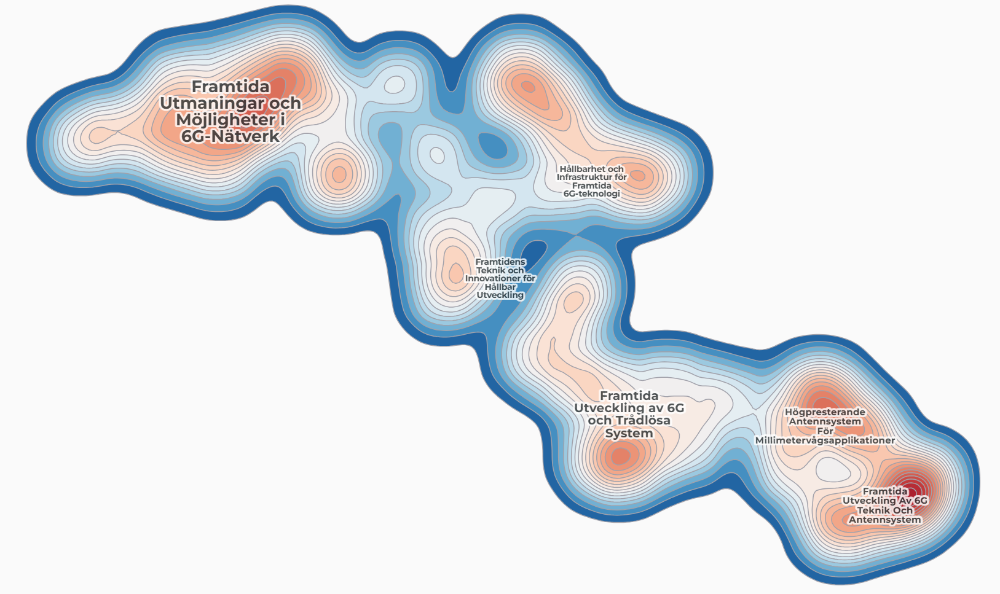 Framtida
Utmaningar och
Möjligheter i
6G-Nätverk
Hållbarhet och
Infrastruktur för
Framtida
6G-teknologi
Framtidens
Teknik och
Innovationer för
Hållbar
Utveckling
Framtida
Utveckling av 6G
och Trådlösa
System
Högpresterande
Antennsystem
För
Millimetervågsapplikationer
Framtida
Utveckling Av 6G
Teknik Och
Antennsystem